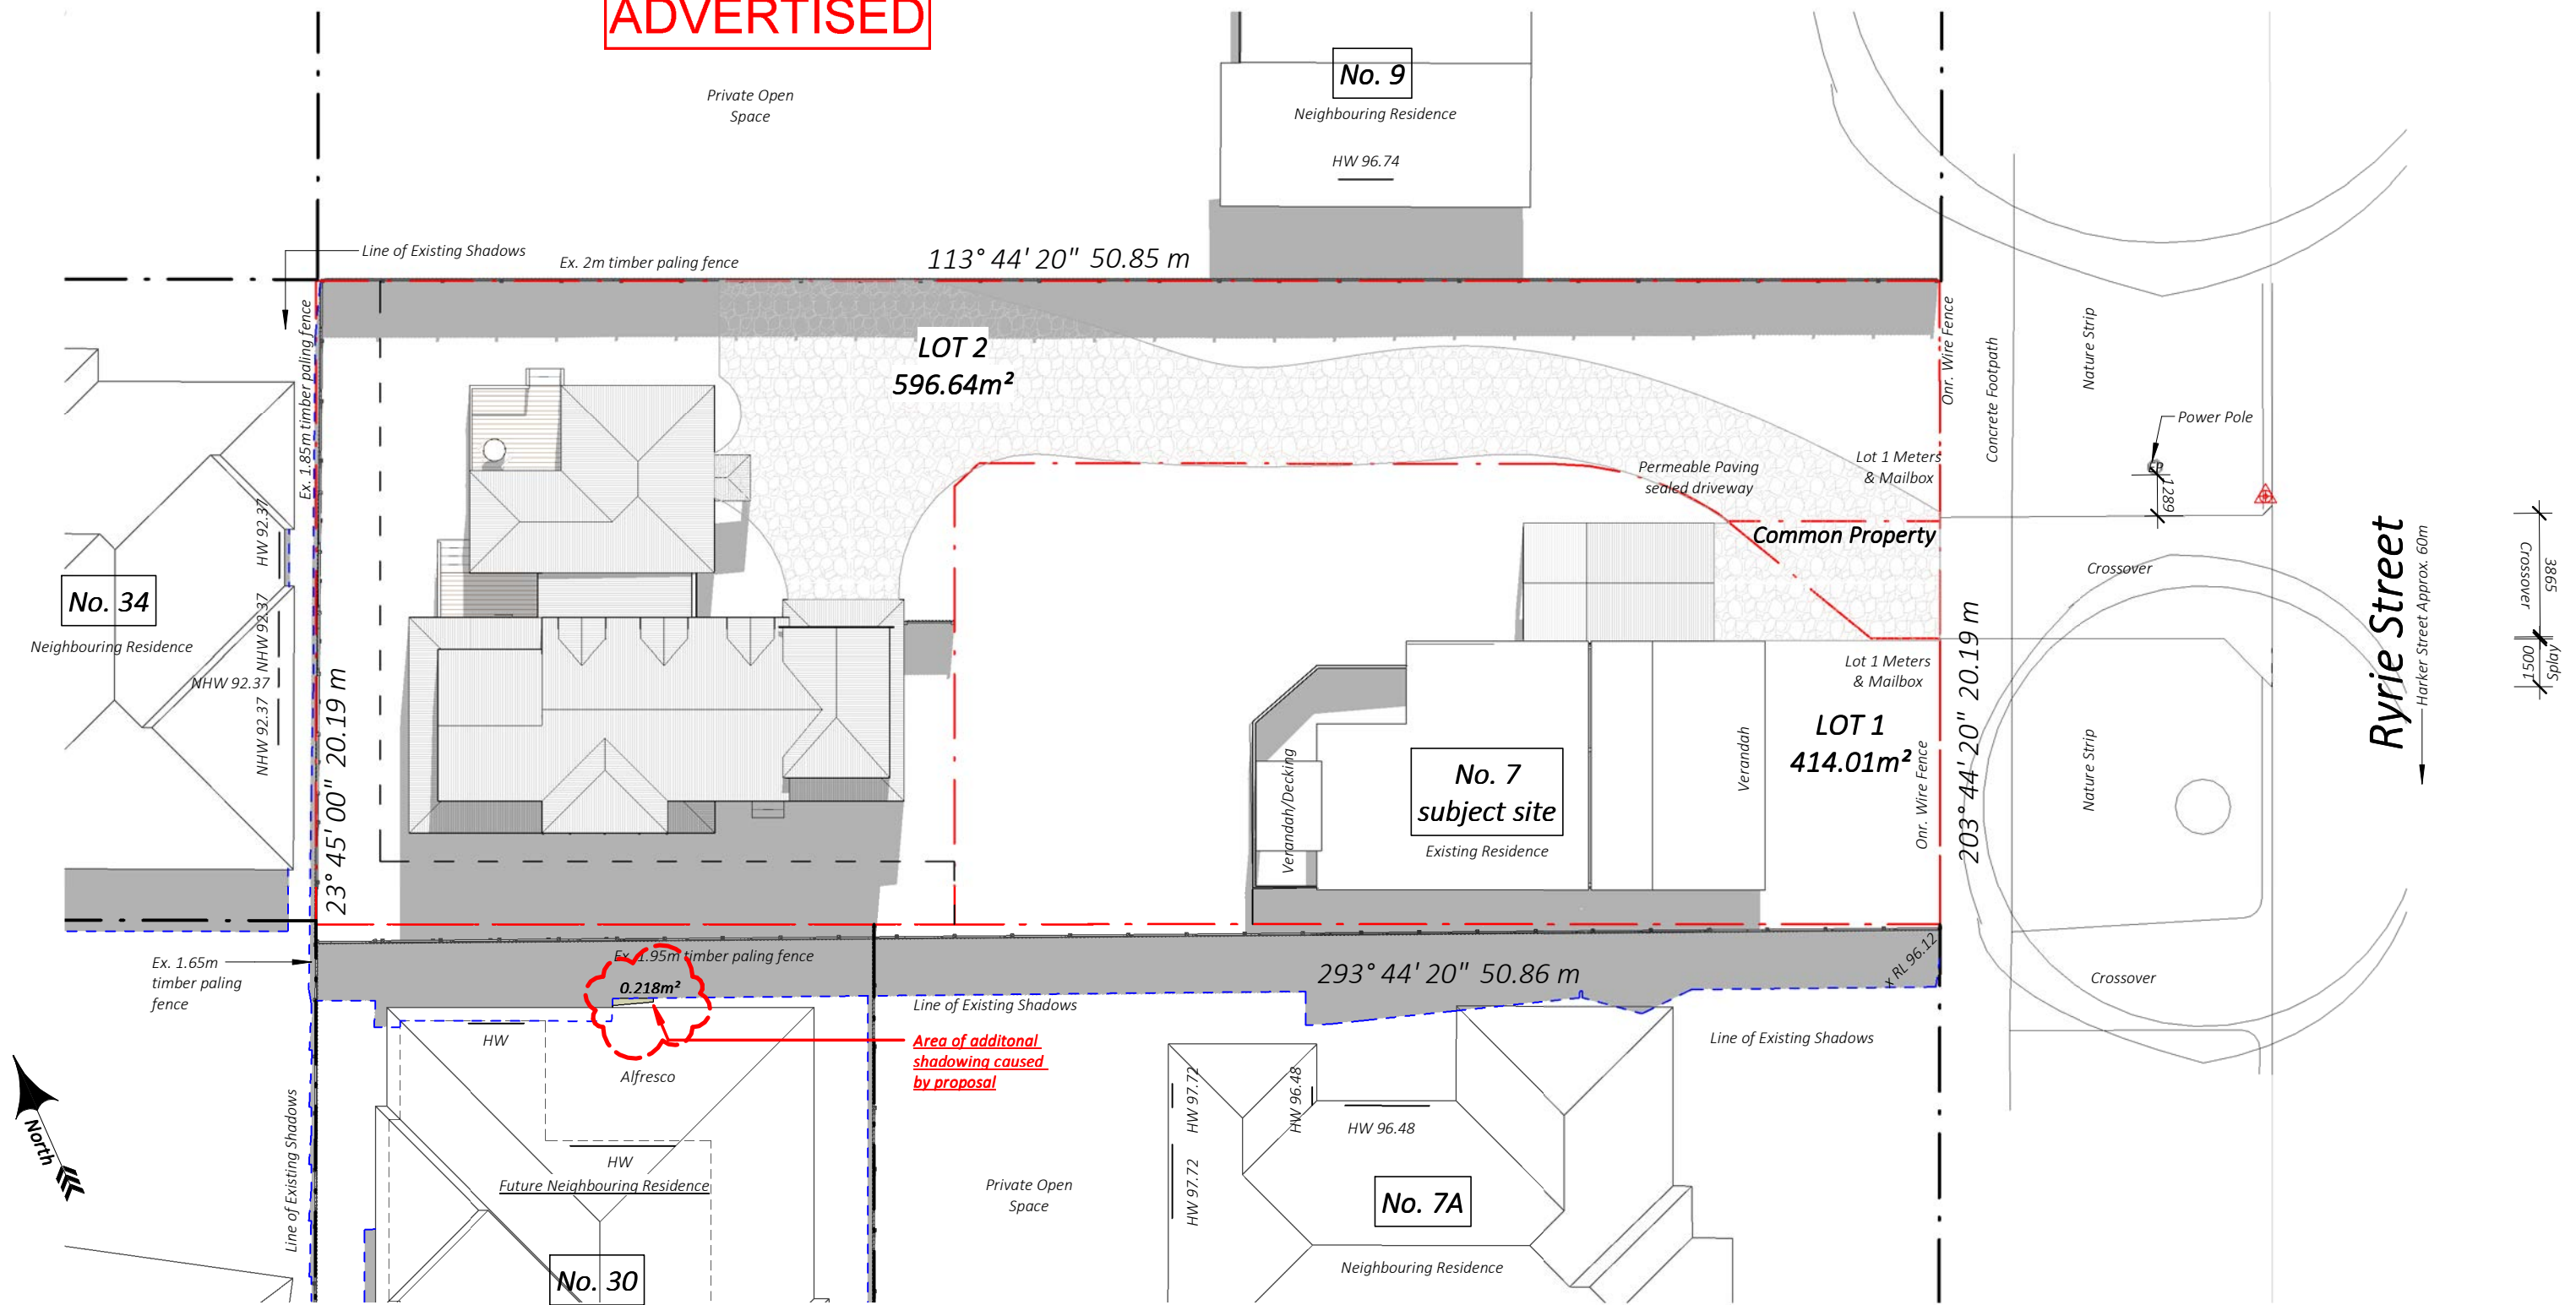 ADVERTISED
Private Open
Space
No. 9
Neighbouring Residence
HW 96.74
Line of Existing Shadows
Ex. 2m timber paling fence
113° 44' 20" 50.85 m
Ex. 1.85m timber paling fence
LOT 2
596.64m²
Onr. Wire Fence
Concrete Footpath
Nature Strip
Power Pole
1289
Lot 1 Meters
& Mailbox
Permeable Paving
sealed driveway
Common Property
Crossover
Ryrie Street
Harker Street Approx. 60m
3865
Crossover
1500
Splay
HW 92.37
NHW 92.37
NHW 92.37
NHW 92.37
No. 34
Neighbouring Residence
23° 45' 00" 20.19 m
Lot 1 Meters
& Mailbox
LOT 1
414.01m²
203° 44' 20" 20.19 m
Verandah/Decking
No. 7
subject site
Existing Residence
Verandah
Onr. Wire Fence
Nature Strip
Ex. 1.65m
timber paling
fence
Ex. 1.95m timber paling fence
0.218m²
293° 44' 20" 50.86 m
x RL 96.12
Crossover
Line of Existing Shadows
Area of additonal
shadowing caused
by proposal
Line of Existing Shadows
HW
Alfresco
HW
Future Neighbouring Residence
No. 30
Line of Existing Shadows
North
Private Open
Space
HW 97.72
HW 97.72
HW 96.48
HW 96.48
No. 7A
Neighbouring Residence